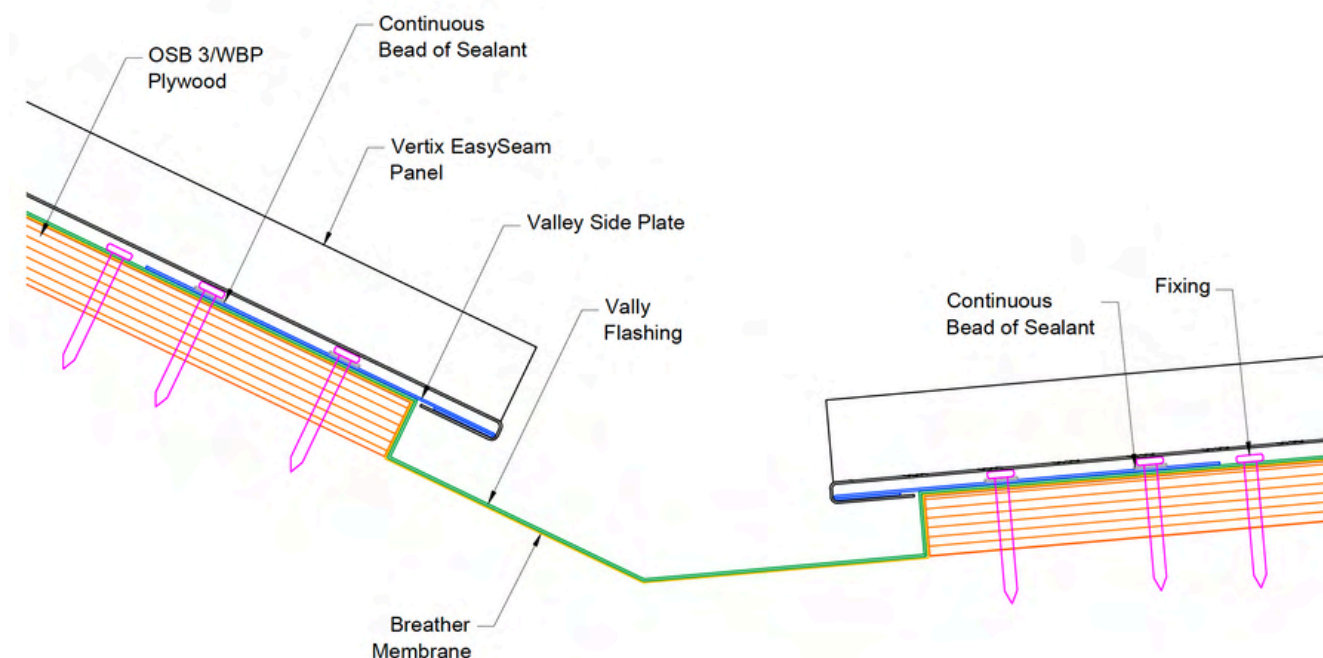 Continuous
Bead of Sealant
OSB 3/WBP
Plywood
Vertix EasySeam
Panel
Valley Side Plate
Vally
Flashing
Continuous
Bead of Sealant
Fixing
Breather
Membrane